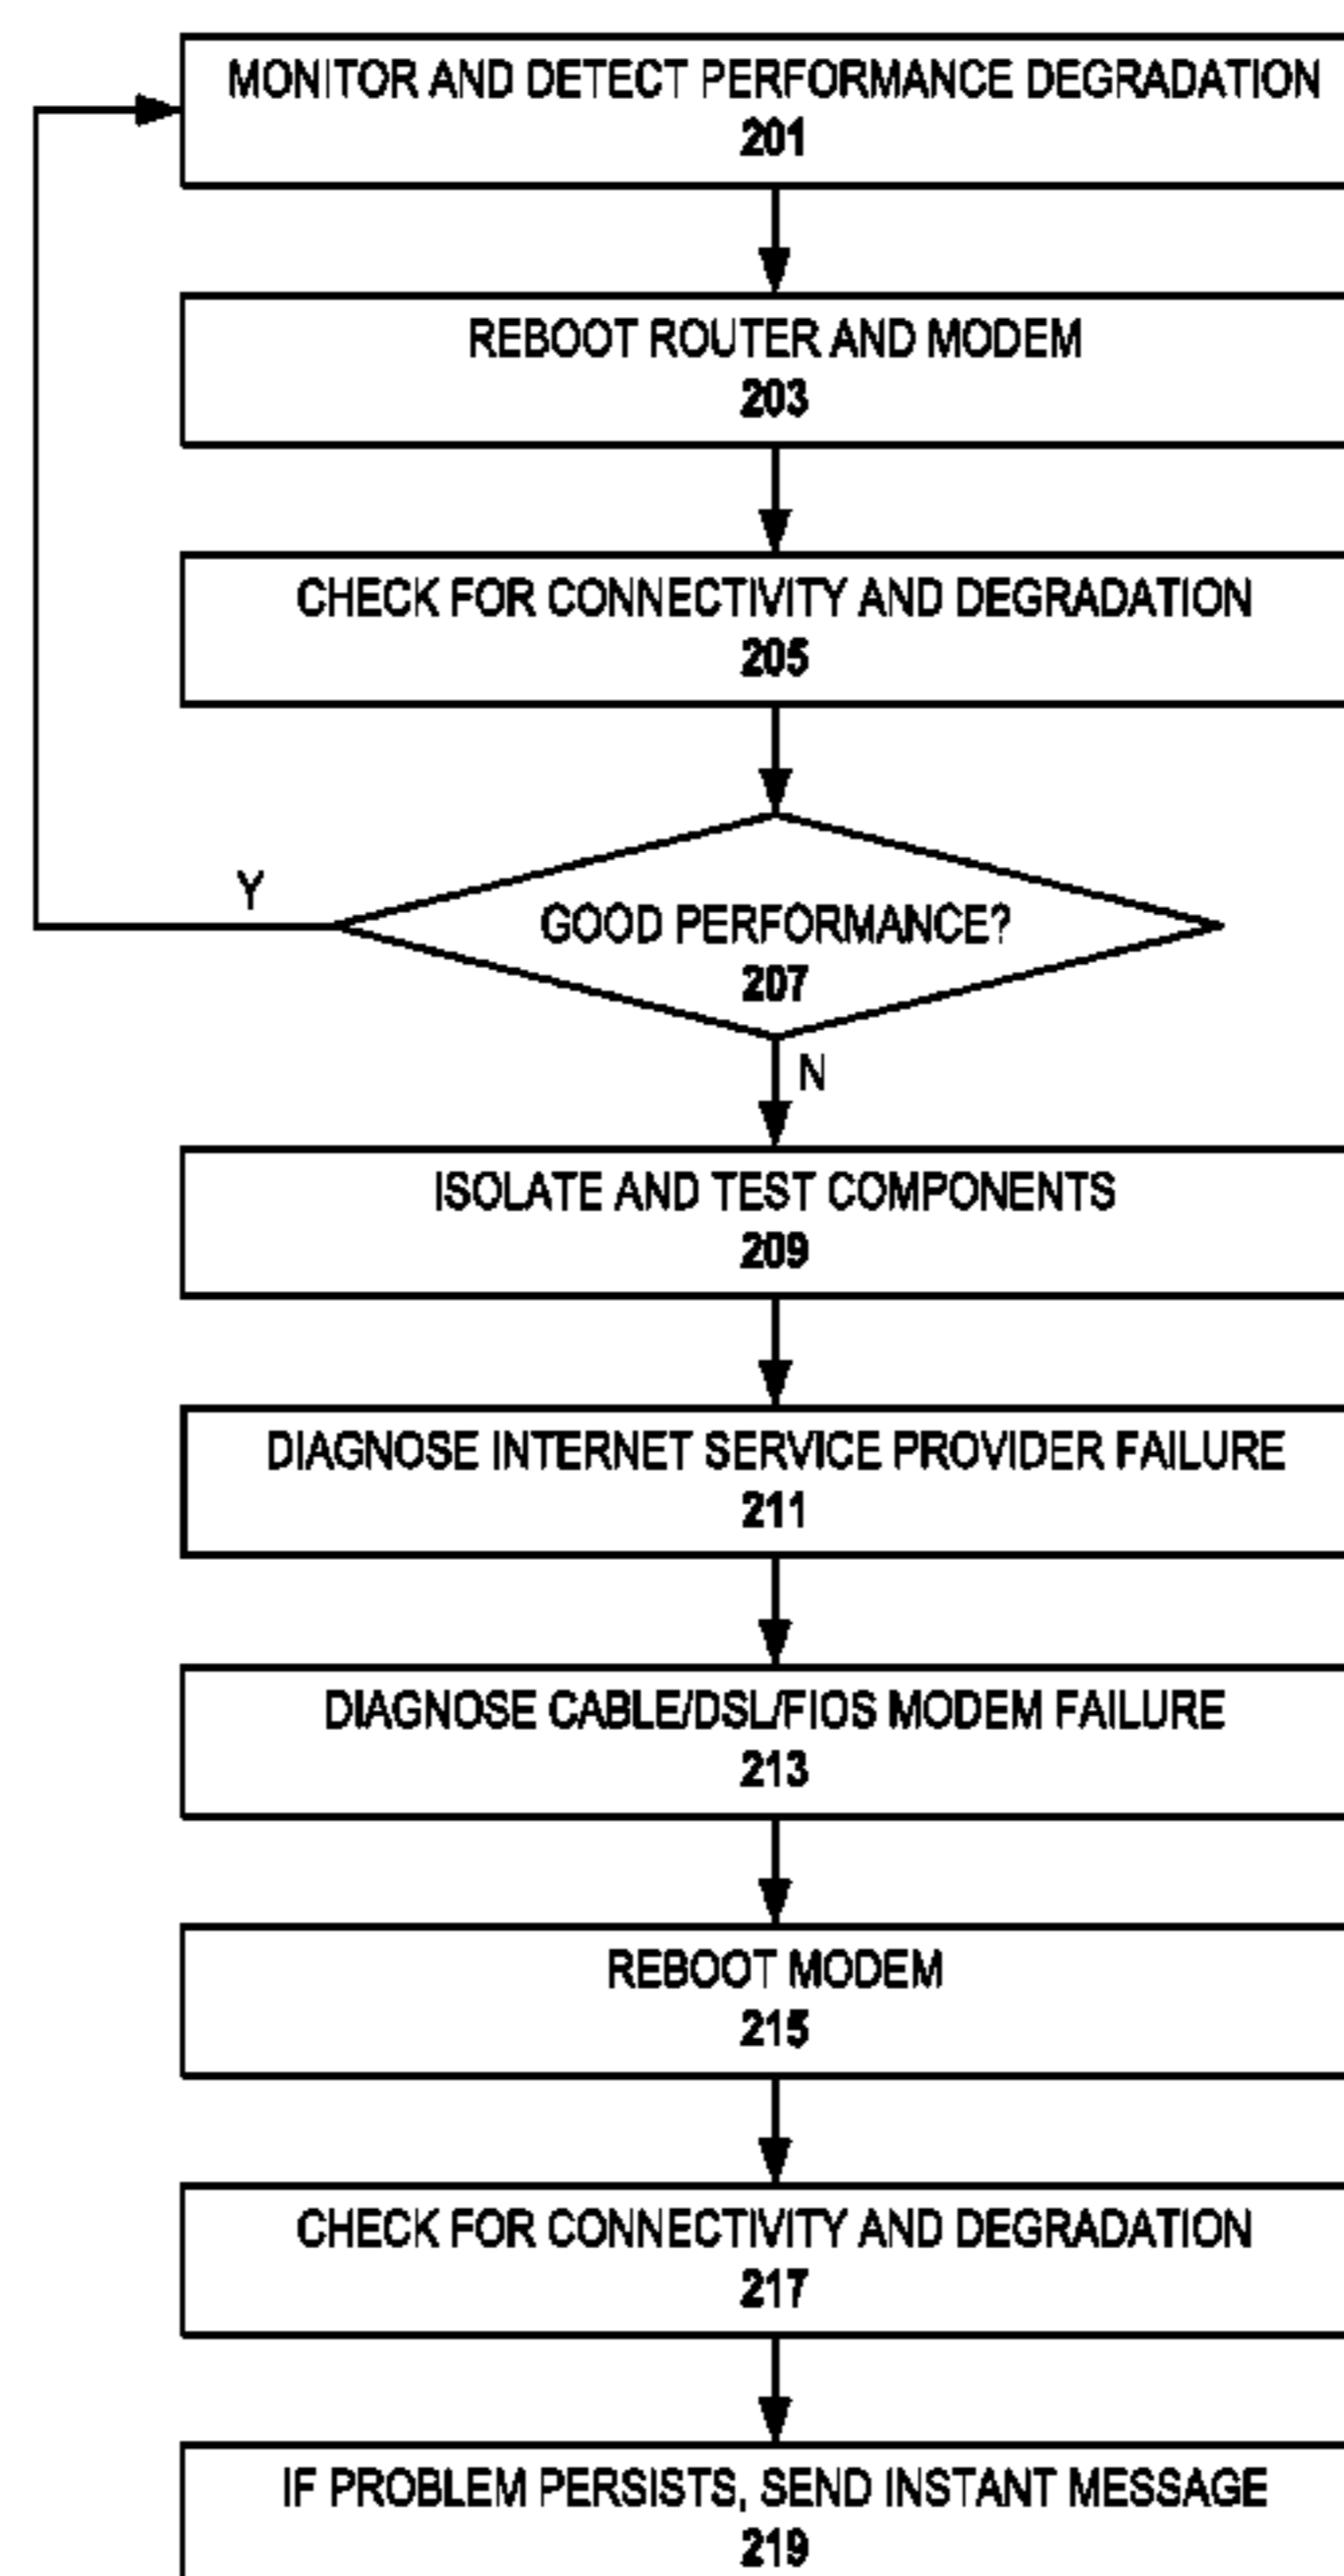 MONITOR AND DETECT PERFORMANCE DEGRADATION
201
REBOOT ROUTER AND MODEM
203
CHECK FOR CONNECTIVITY AND DEGRADATION
205
Y
GOOD PERFORMANCE?
207
N
ISOLATE AND TEST COMPONENTS
209
DIAGNOSE INTERNET SERVICE PROVIDER FAILURE
211
DIAGNOSE CABLE/DSL/FIOS MODEM FAILURE
213
REBOOT MODEM
215
CHECK FOR CONNECTIVITY AND DEGRADATION
217
IF PROBLEM PERSISTS, SEND INSTANT MESSAGE
219